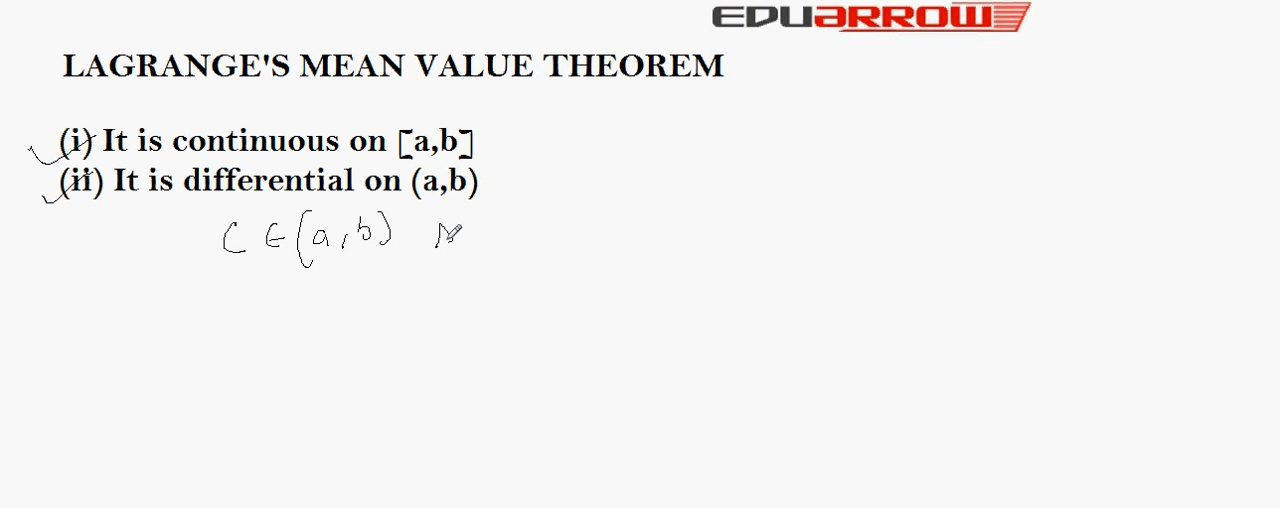 EDUARROW
LAGRANGE'S MEAN VALUE THEOREM
(i) It is continuous on [a,b]
(ii) It is differential on (a,b)
C ∈ (a,b)